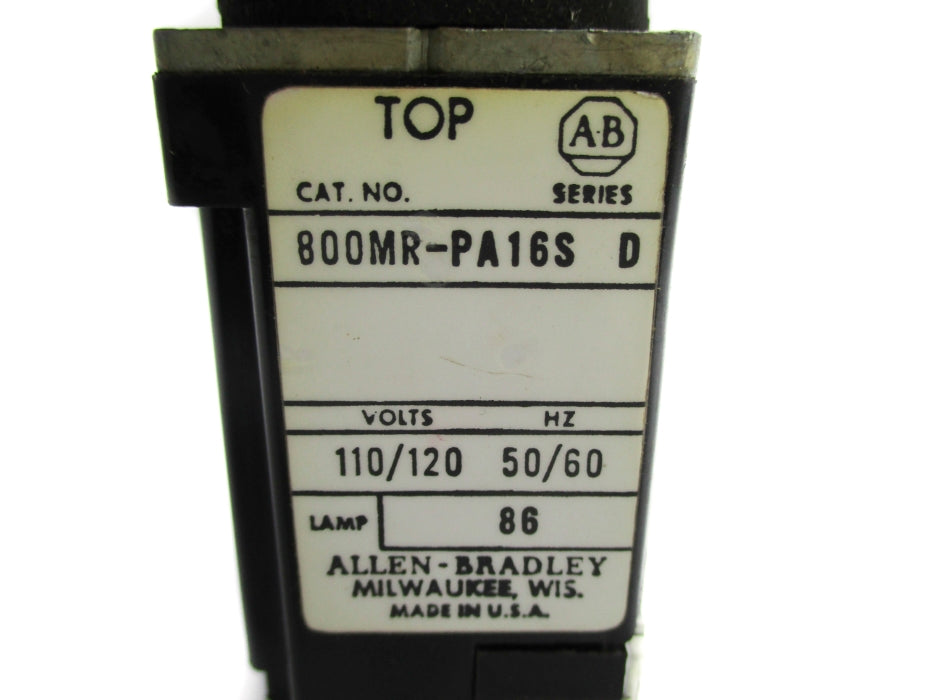 TOP
A-B
CAT. NO. SERIES
800MR-PA16S D
VOLTS HZ
110/120 50/60
LAMP 86
ALLEN-BRADLEY
MILWAUKEE, WIS.
MADE IN U.S.A.